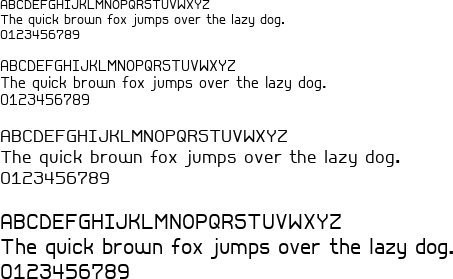 ABCDEFGHIJKLMNOPQRSTUVWXYZ
The quick brown fox jumps over the lazy dog.
0123456789
ABCDEFGHIJKLMNOPQRSTUVWXYZ
The quick brown fox jumps over the lazy dog.
0123456789
ABCDEFGHIJKLMNOPQRSTUVWXYZ
The quick brown fox jumps over the lazy dog.
0123456789
ABCDEFGHIJKLMNOPQRSTUVWXYZ
The quick brown fox jumps over the lazy dog.
0123456789